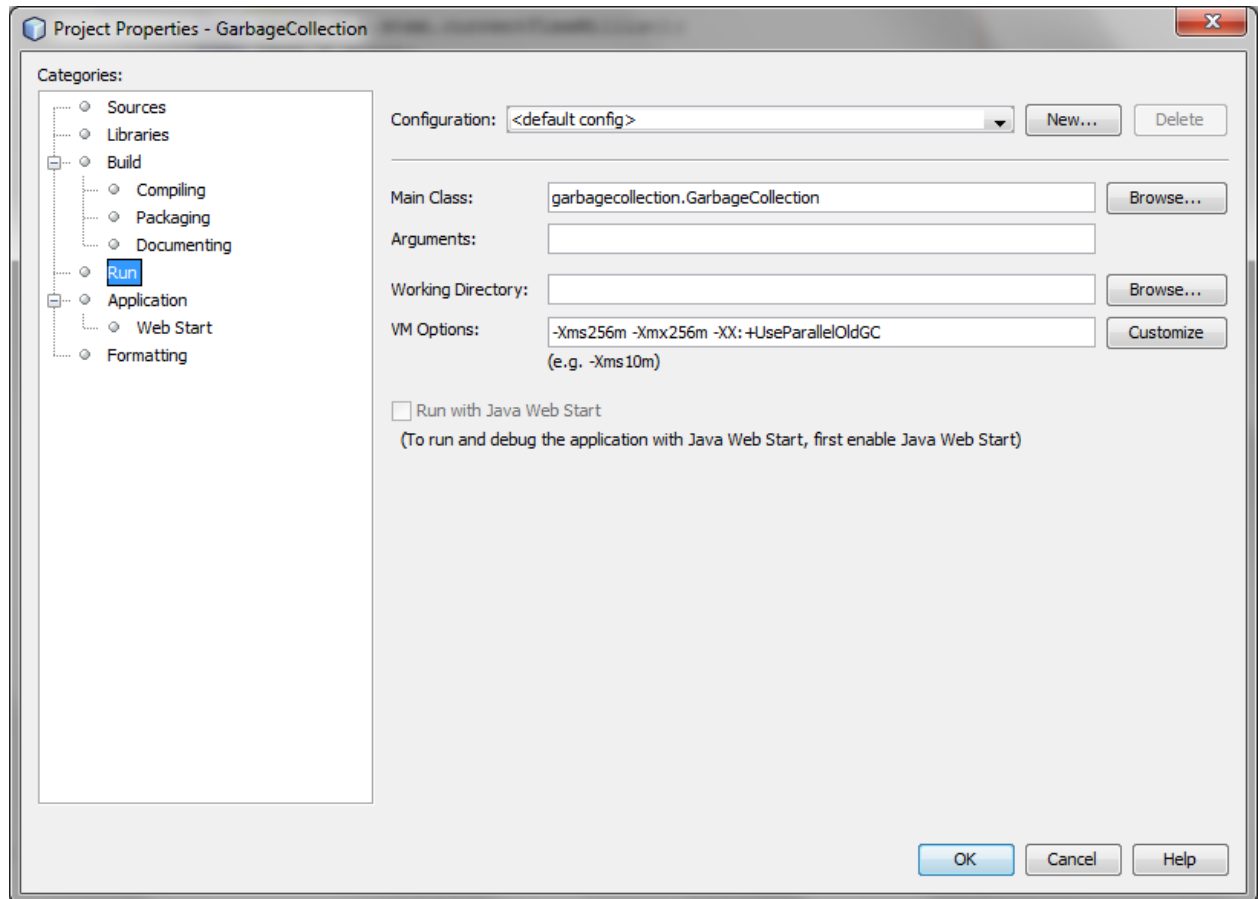 Project Properties - GarbageCollection
Categories:
Sources
Libraries
Build
Compiling
Packaging
Documenting
Run
Application
Web Start
Formatting
Configuration: <default config> New... Delete
Main Class: garbagecollection.GarbageCollection Browse...
Arguments:
Working Directory: Browse...
VM Options: -Xms256m -Xmx256m -XX:+UseParallelOldGC Customize
(e.g. -Xms10m)
Run with Java Web Start
(To run and debug the application with Java Web Start, first enable Java Web Start)
OK Cancel Help